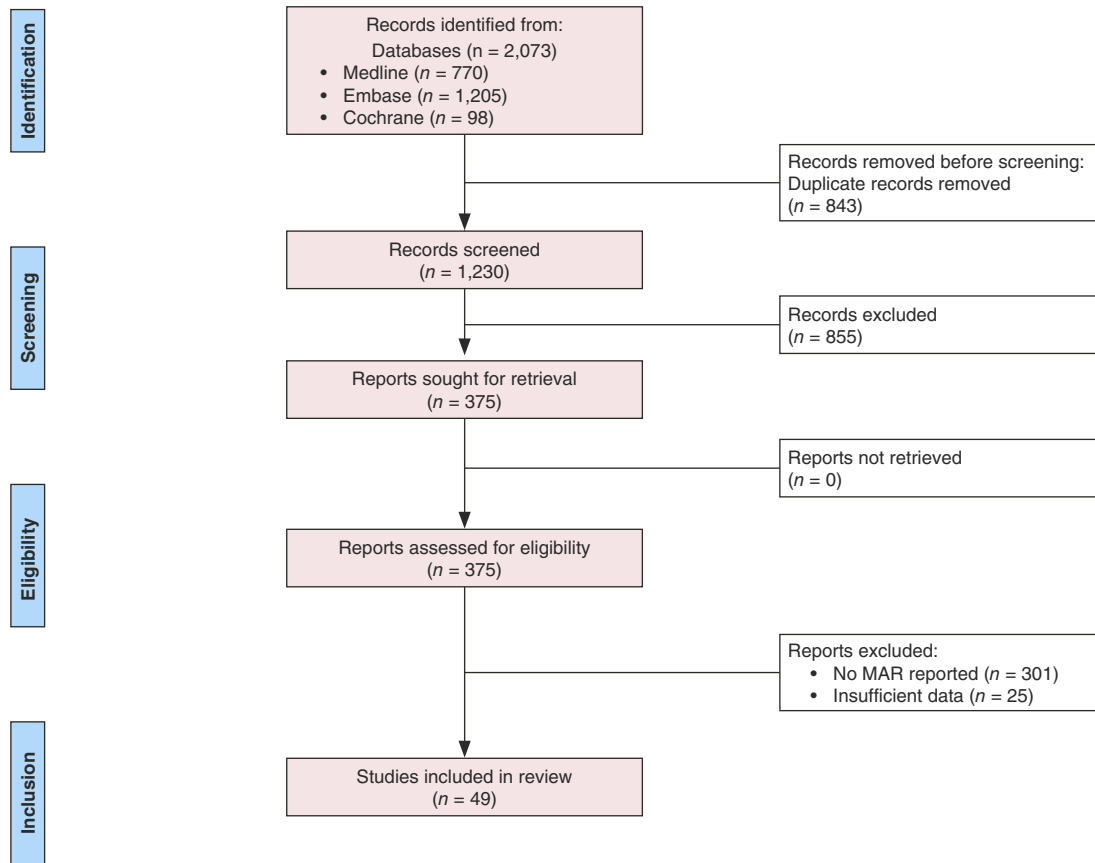 Identification
Records identified from:
Databases (n = 2,073)
• Medline (n = 770)
• Embase (n = 1,205)
• Cochrane (n = 98)
Records removed before screening:
Duplicate records removed
(n = 843)
Screening
Records screened
(n = 1,230)
Records excluded
(n = 855)
Reports sought for retrieval
(n = 375)
Reports not retrieved
(n = 0)
Eligibility
Reports assessed for eligibility
(n = 375)
Reports excluded:
• No MAR reported (n = 301)
• Insufficient data (n = 25)
Inclusion
Studies included in review
(n = 49)